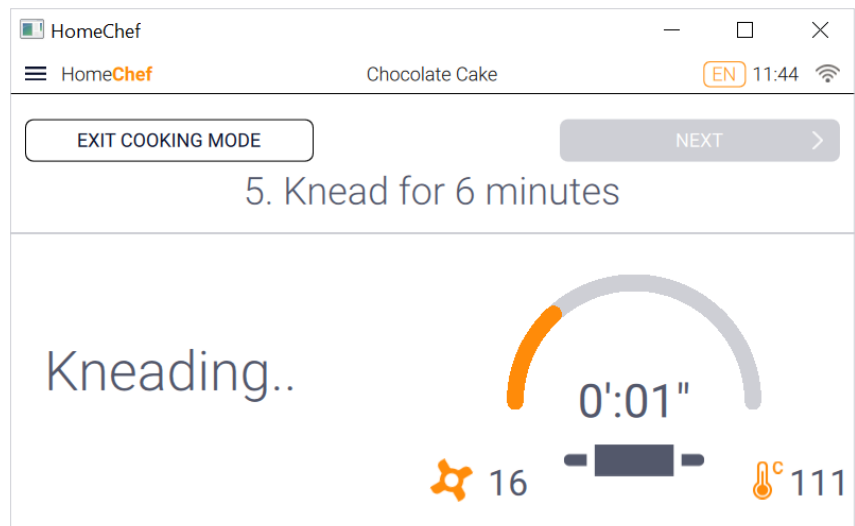 HomeChef
HomeChef
Chocolate Cake
EN 11:44
EXIT COOKING MODE
NEXT
5. Knead for 6 minutes
Kneading..
0':01"
16
C
111